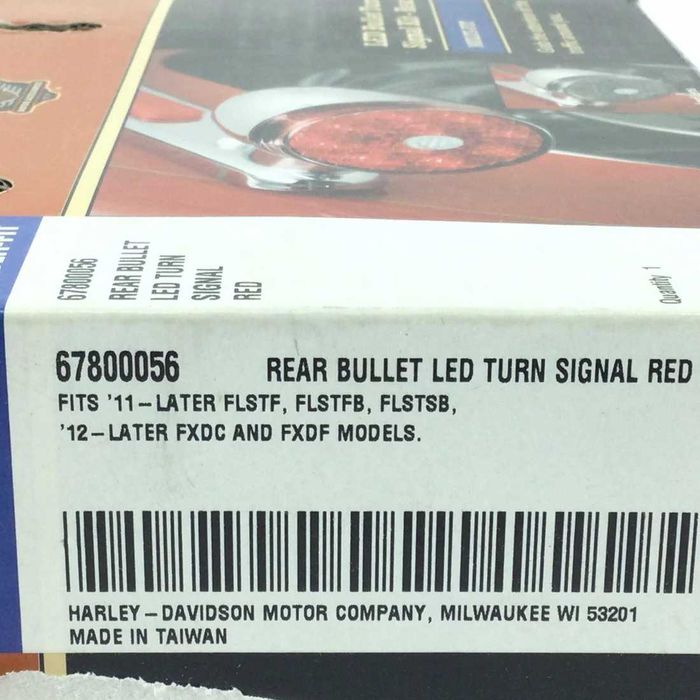 67800056
REAR BULLET
LED TURN
SIGNAL
RED
Quantity 1
67800056 REAR BULLET LED TURN SIGNAL RED
FITS '11–LATER FLSTF, FLSTFB, FLSTSB,
'12–LATER FXDC AND FXDF MODELS.
HARLEY–DAVIDSON MOTOR COMPANY, MILWAUKEE WI 53201
MADE IN TAIWAN